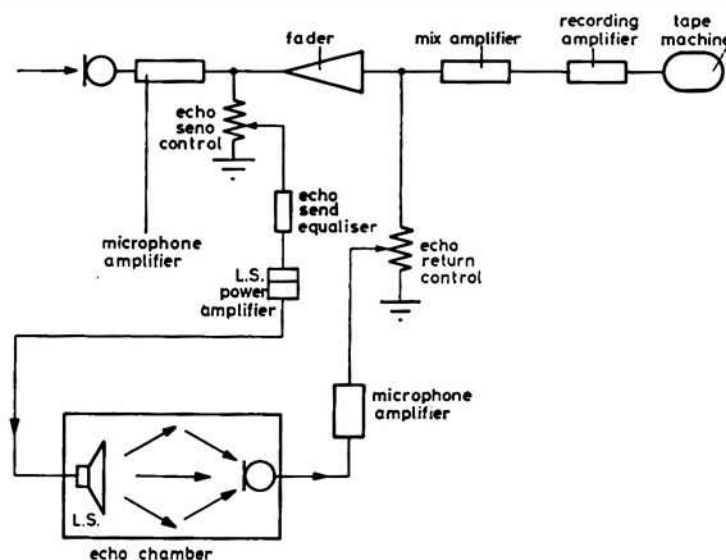 fader
mix amplifier
recording
amplifier
tape
machine
echo
seno
control
echo
send
equaliser
microphone
amplifier
L.S.
power
amplifier
echo
return
control
microphone
amplifier
L.S.
echo chamber